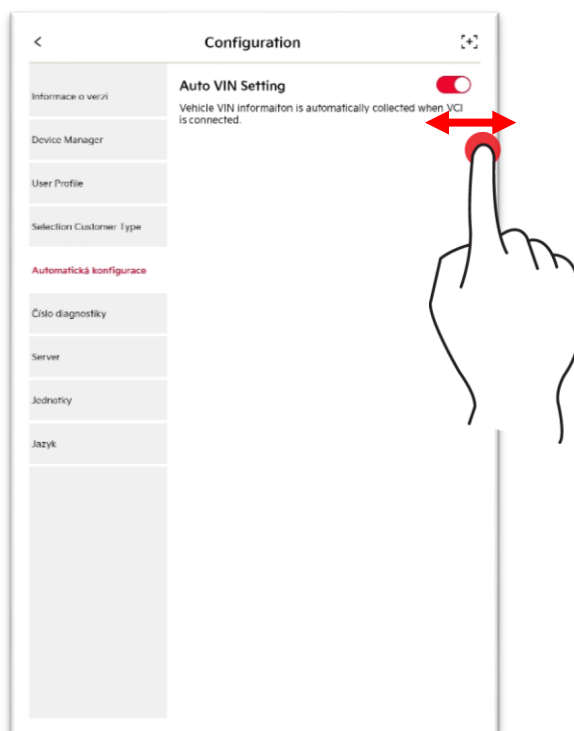 Configuration
Informace o verzi
Device Manager
User Profile
Selection Customer Type
Automatická konfigurace
Číslo diagnostiky
Server
Jednotky
Jazyk
Auto VIN Setting
Vehicle VIN informaiton is automatically collected when VCI
is connected.